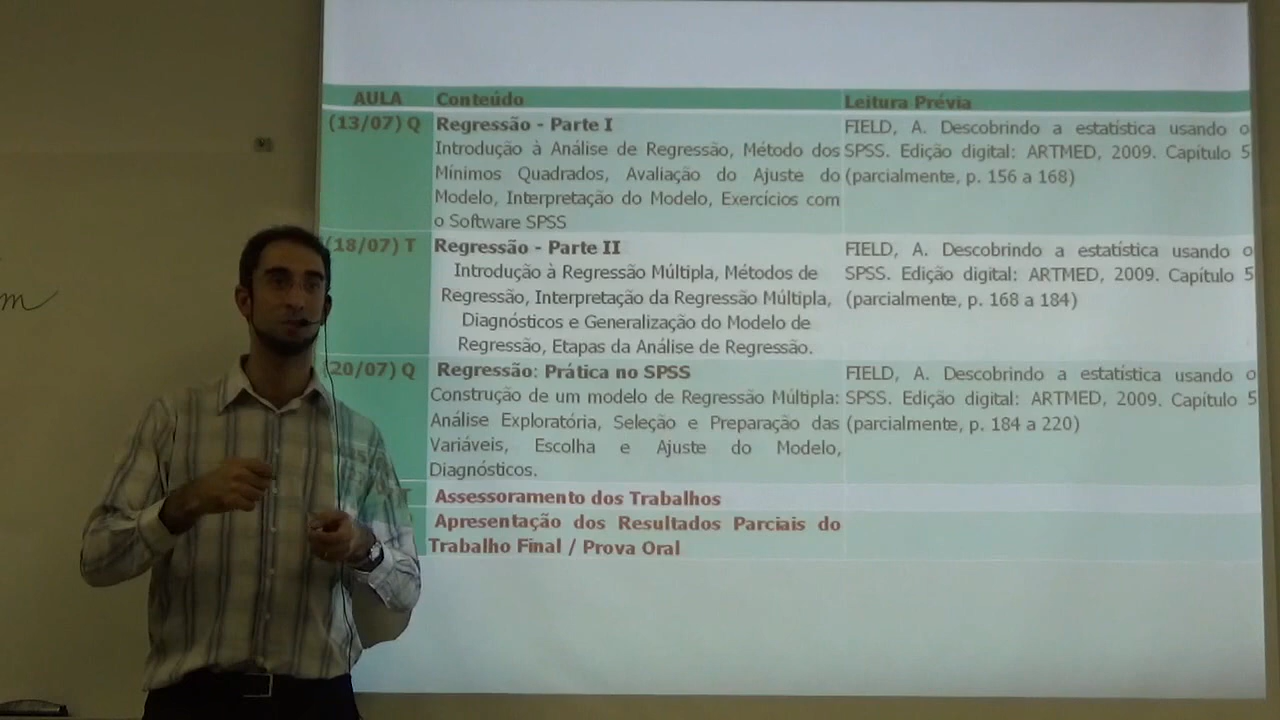 AULA Conteúdo Leitura Prévia
(13/07) Q Regressão - Parte I
Introdução à Análise de Regressão, Método dos
Mínimos Quadrados, Avaliação do Ajuste do
Modelo, Interpretação do Modelo, Exercícios com
o Software SPSS
FIELD, A. Descobrindo a estatística usando o
SPSS. Edição digital: ARTMED, 2009. Capítulo 5
(parcialmente, p. 156 a 168)
(18/07) T Regressão - Parte II
Introdução à Regressão Múltipla, Métodos de
Regressão, Interpretação da Regressão Múltipla,
Diagnósticos e Generalização do Modelo de
Regressão, Etapas da Análise de Regressão.
FIELD, A. Descobrindo a estatística usando o
SPSS. Edição digital: ARTMED, 2009. Capítulo 5
(parcialmente, p. 168 a 184)
20/07) Q Regressão: Prática no SPSS
Construção de um modelo de Regressão Múltipla:
Análise Exploratória, Seleção e Preparação das
Variáveis, Escolha e Ajuste do Modelo,
Diagnósticos.
FIELD, A. Descobrindo a estatística usando o
SPSS. Edição digital: ARTMED, 2009. Capítulo 5
(parcialmente, p. 184 a 220)
T Assessoramento dos Trabalhos
Apresentação dos Resultados Parciais do
Trabalho Final / Prova Oral